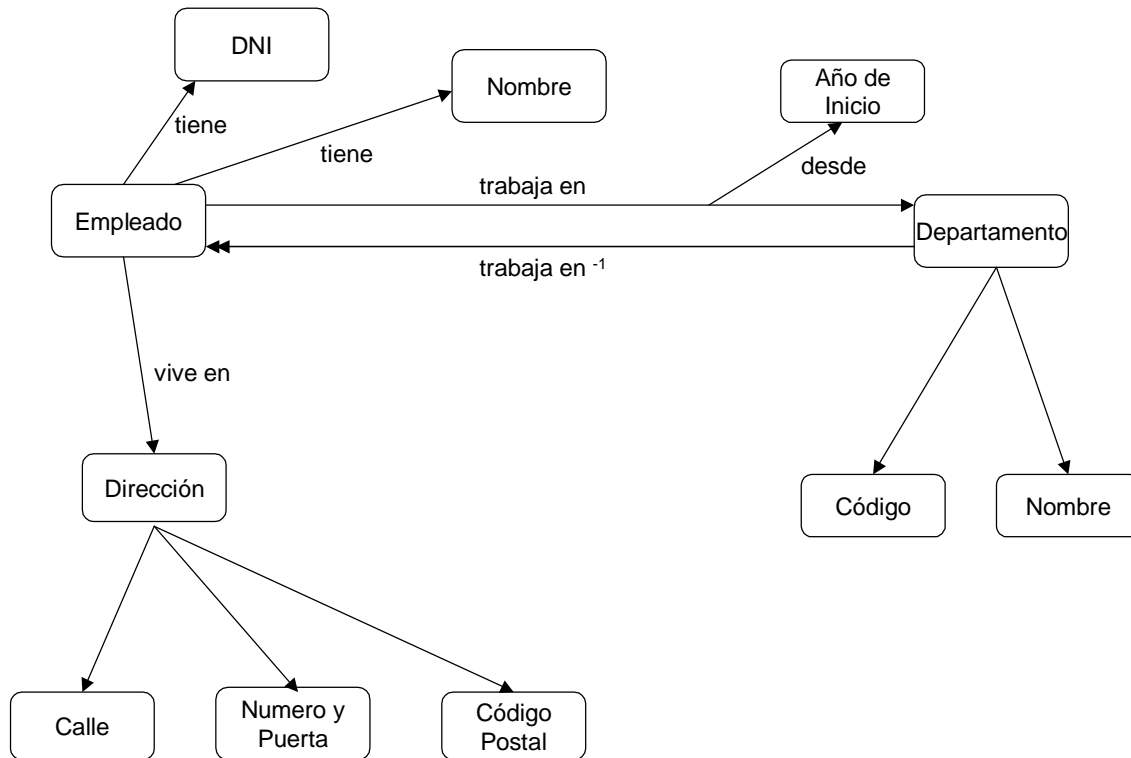 DNI
Nombre
Año de
Inicio
tiene
tiene
desde
trabaja en
Empleado
Departamento
trabaja en -1
vive en
Dirección
Código
Nombre
Calle
Numero y
Puerta
Código
Postal